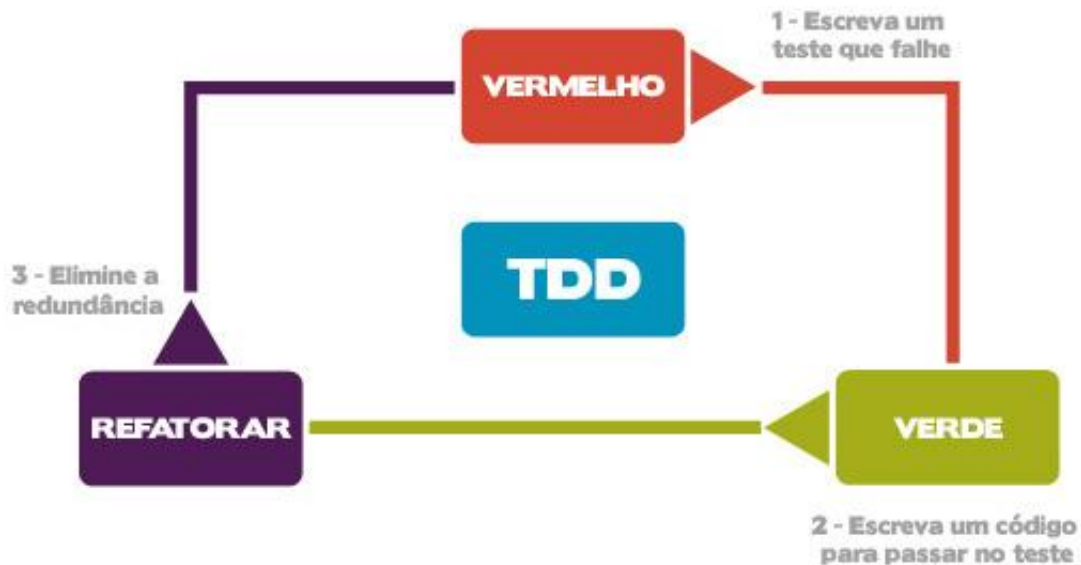 1 - Escreva um
teste que falhe
VERMELHO
TDD
3 - Elimine a
redundância
REFATORAR
VERDE
2 - Escreva um código
para passar no teste